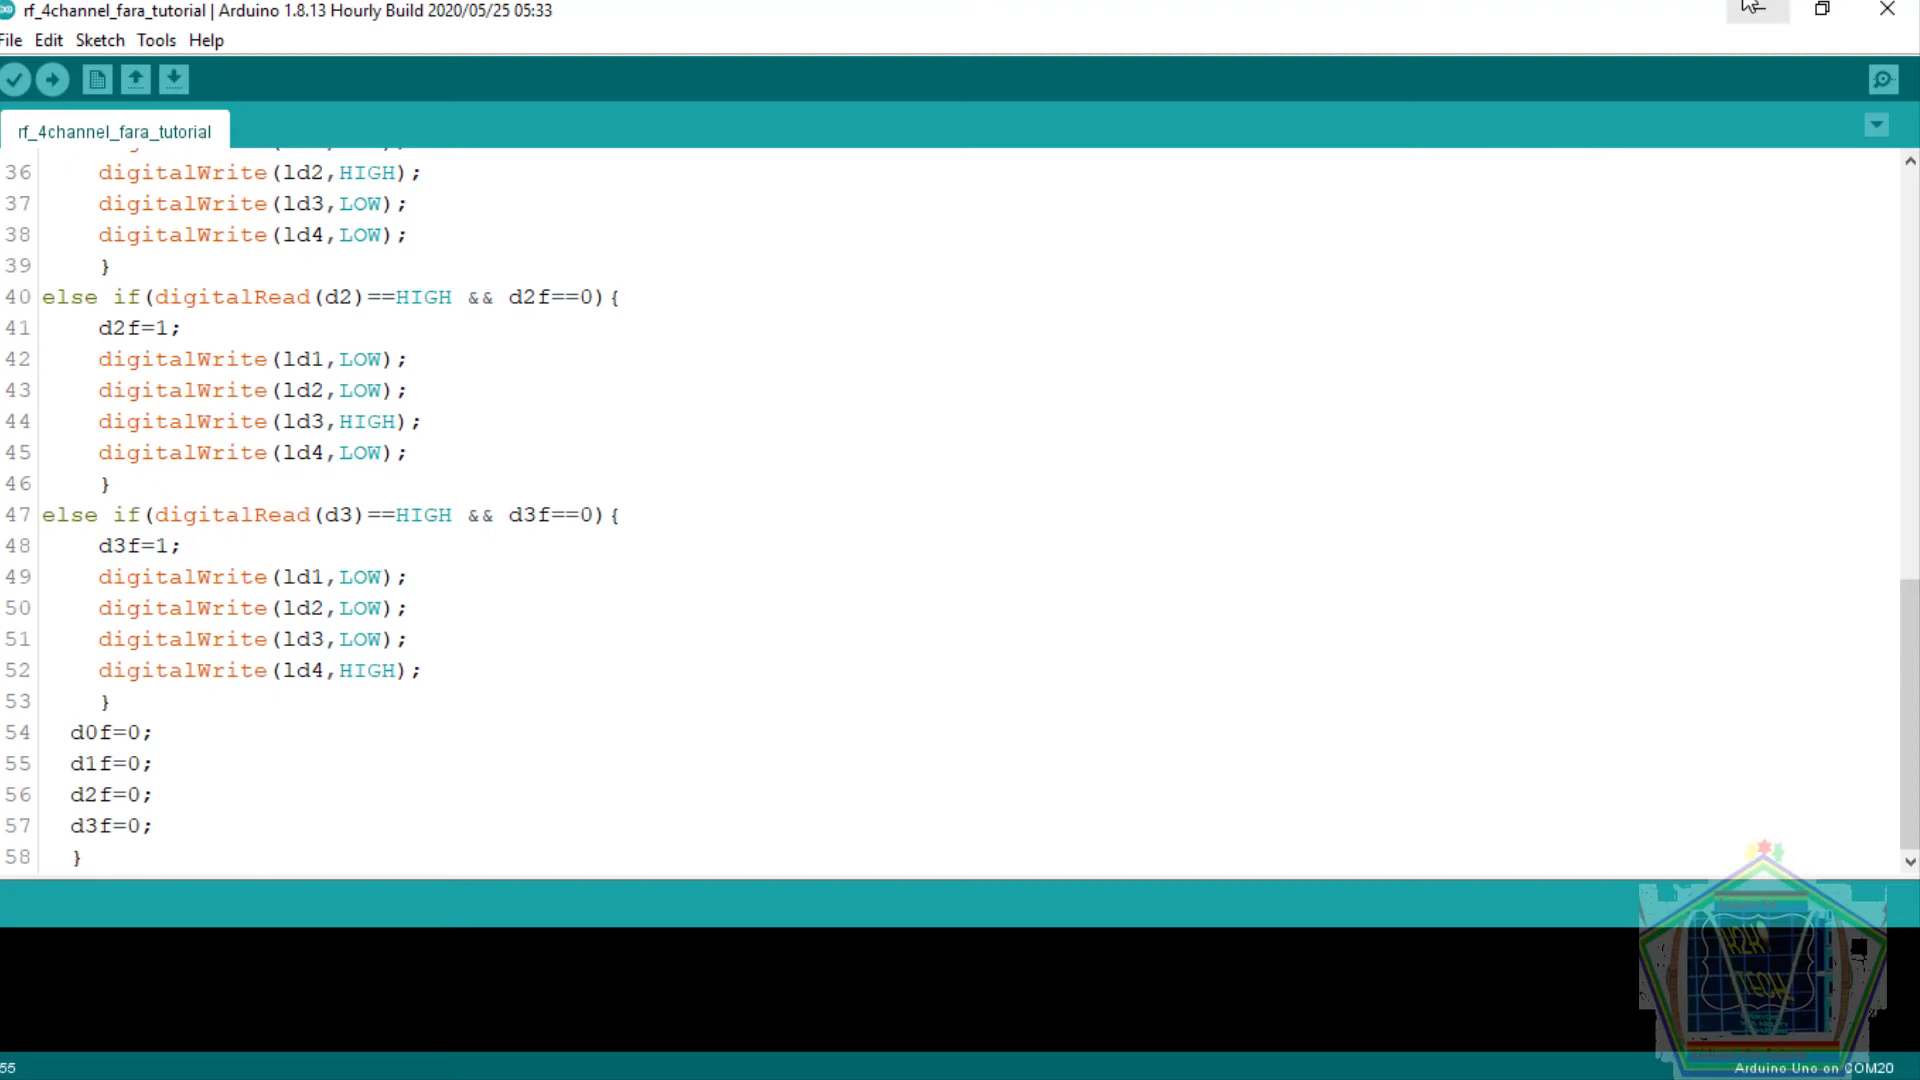 rf_4channel_fara_tutorial | Arduino 1.8.13 Hourly Build 2020/05/25 05:33
File Edit Sketch Tools Help
rf_4channel_fara_tutorial
36 digitalWrite(ld2,HIGH);
37 digitalWrite(ld3,LOW);
38 digitalWrite(ld4,LOW);
39 }
40 else if(digitalRead(d2)==HIGH && d2f==0){
41 d2f=1;
42 digitalWrite(ld1,LOW);
43 digitalWrite(ld2,LOW);
44 digitalWrite(ld3,HIGH);
45 digitalWrite(ld4,LOW);
46 }
47 else if(digitalRead(d3)==HIGH && d3f==0){
48 d3f=1;
49 digitalWrite(ld1,LOW);
50 digitalWrite(ld2,LOW);
51 digitalWrite(ld3,LOW);
52 digitalWrite(ld4,HIGH);
53 }
54 d0f=0;
55 d1f=0;
56 d2f=0;
57 d3f=0;
58 }
TECH
55 Arduino Uno on COM20